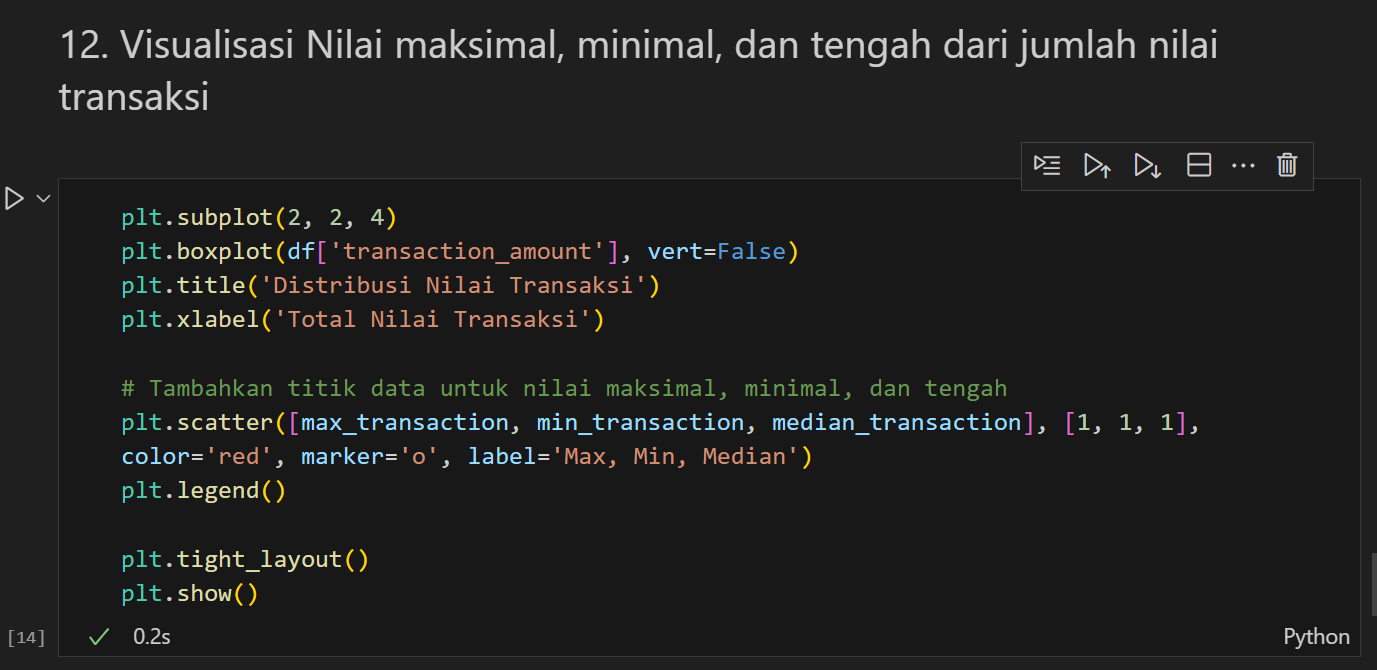 12. Visualisasi Nilai maksimal, minimal, dan tengah dari jumlah nilai
transaksi
plt.subplot(2, 2, 4)
plt.boxplot(df['transaction_amount'], vert=False)
plt.title('Distribusi Nilai Transaksi')
plt.xlabel('Total Nilai Transaksi')
# Tambahkan titik data untuk nilai maksimal, minimal, dan tengah
plt.scatter([max_transaction, min_transaction, median_transaction], [1, 1, 1],
color='red', marker='o', label='Max, Min, Median')
plt.legend()
plt.tight_layout()
plt.show()
[14]
0.2s
Python